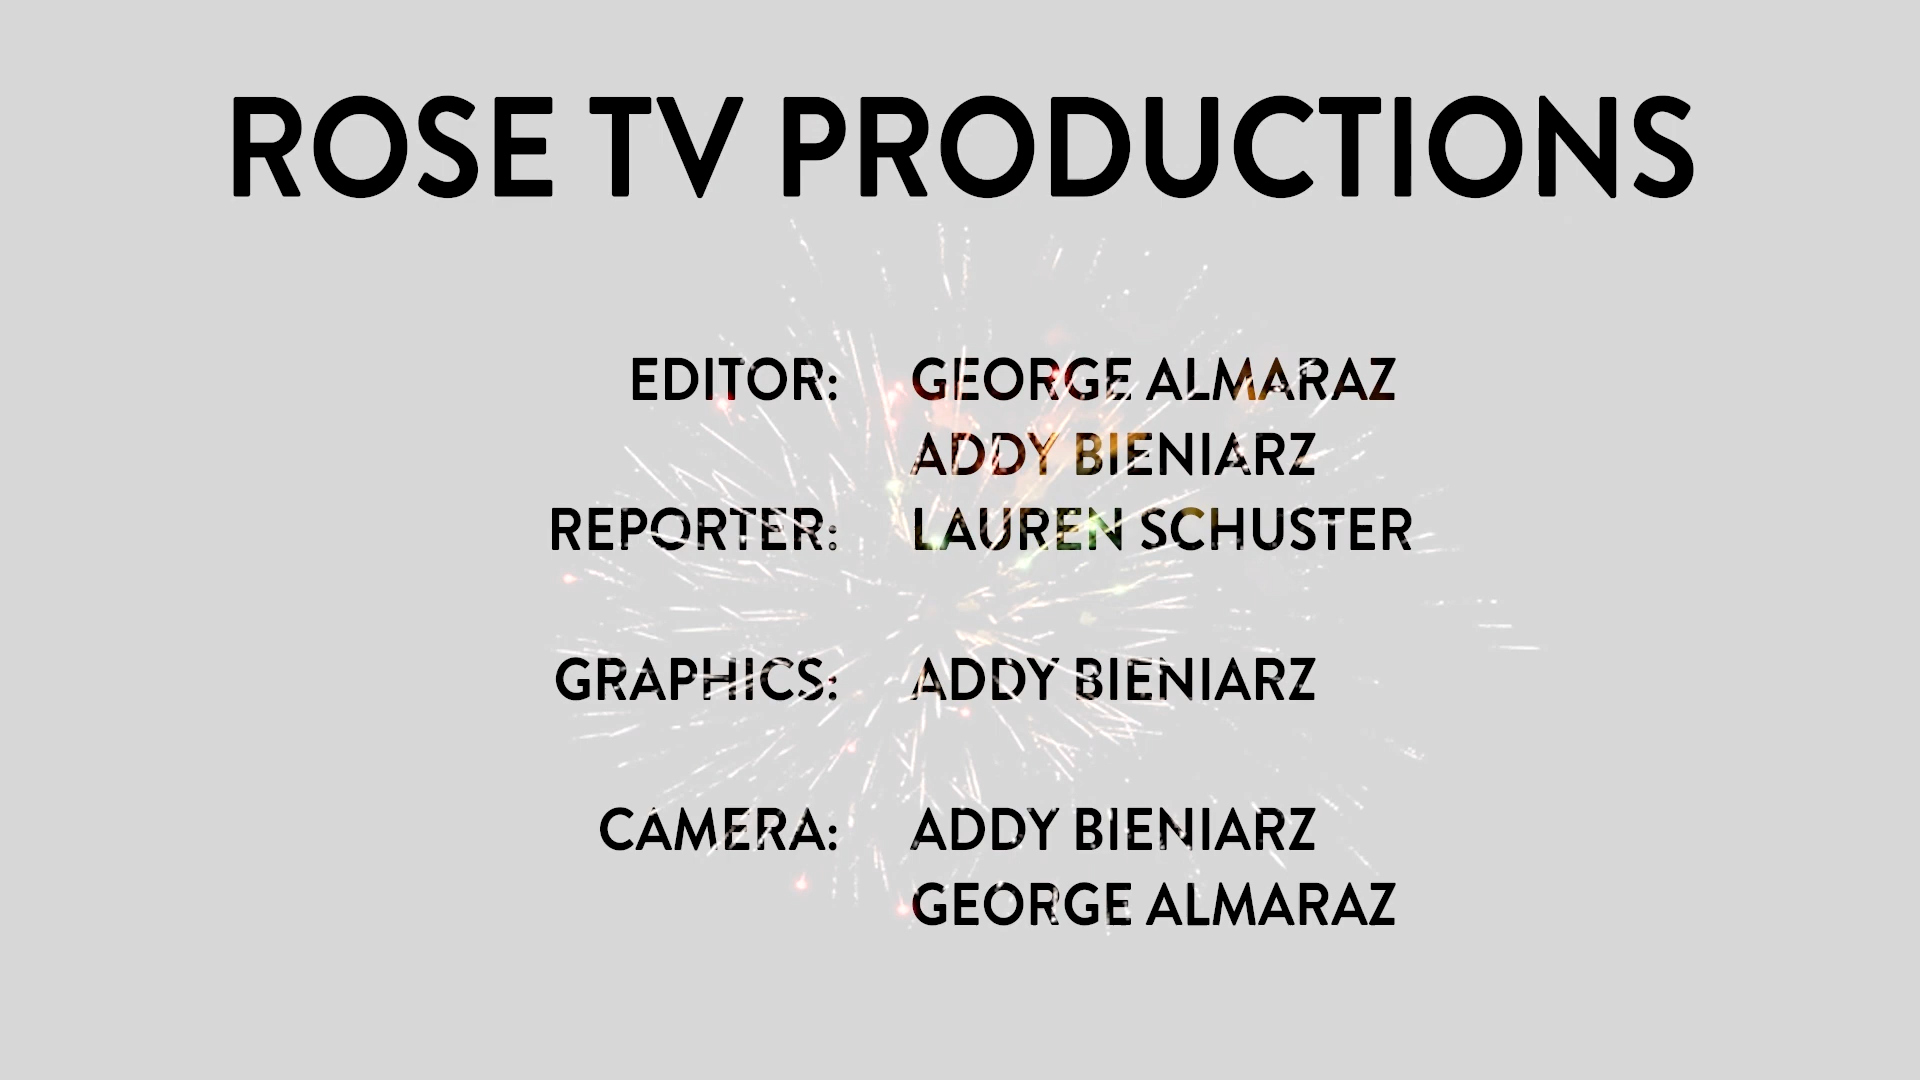 ROSE TV PRODUCTIONS
EDITOR: GEORGE ALMARAZ
ADDY BIENIARZ
REPORTER: LAUREN SCHUSTER
GRAPHICS: ADDY BIENIARZ
CAMERA: ADDY BIENIARZ
GEORGE ALMARAZ